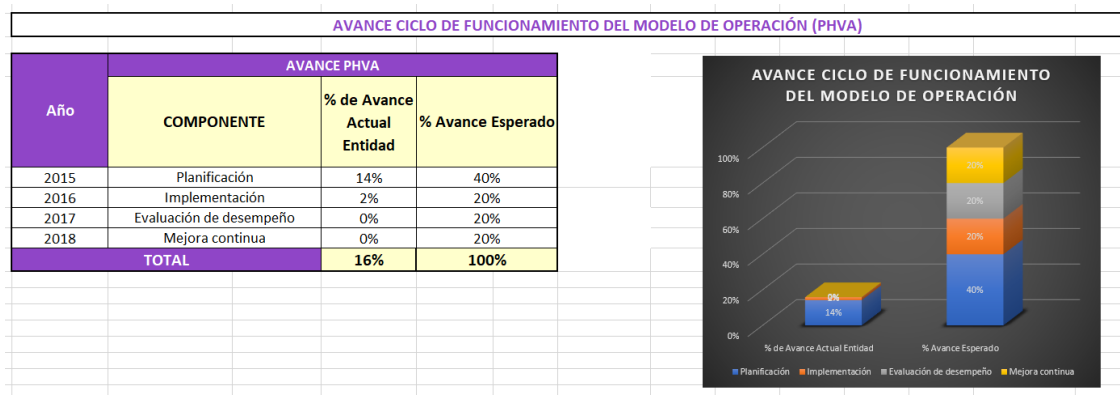 AVANCE CICLO DE FUNCIONAMIENTO DEL MODELO DE OPERACIÓN (PHVA)
Año
AVANCE PHVA
COMPONENTE
% de Avance
Actual
Entidad
% Avance Esperado
2015 Planificación 14% 40%
2016 Implementación 2% 20%
2017 Evaluación de desempeño 0% 20%
2018 Mejora continua 0% 20%
TOTAL 16% 100%
AVANCE CICLO DE FUNCIONAMIENTO
DEL MODELO DE OPERACIÓN
100%
80%
60%
40%
20%
0%
14%
20%
20%
20%
40%
% de Avance Actual Entidad % Avance Esperado
Planificación Implementación Evaluación de desempeño Mejora continua